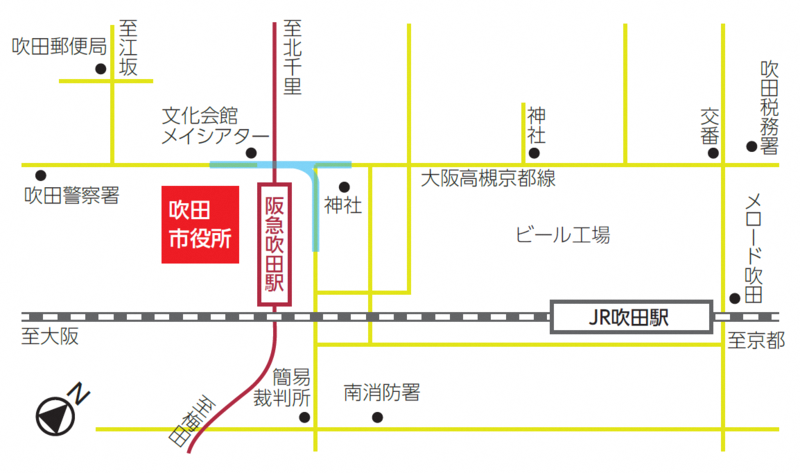 至江坂
至北千里
吹田郵便局
文化会館
メイシアター
神社
交番
吹田税務署
吹田警察署
大阪高槻京都線
吹田
市役所
阪急吹田駅
神社
ビール工場
メロード吹田
JR吹田駅
至大阪
至京都
簡易
裁判所
南消防署
至梅田
N